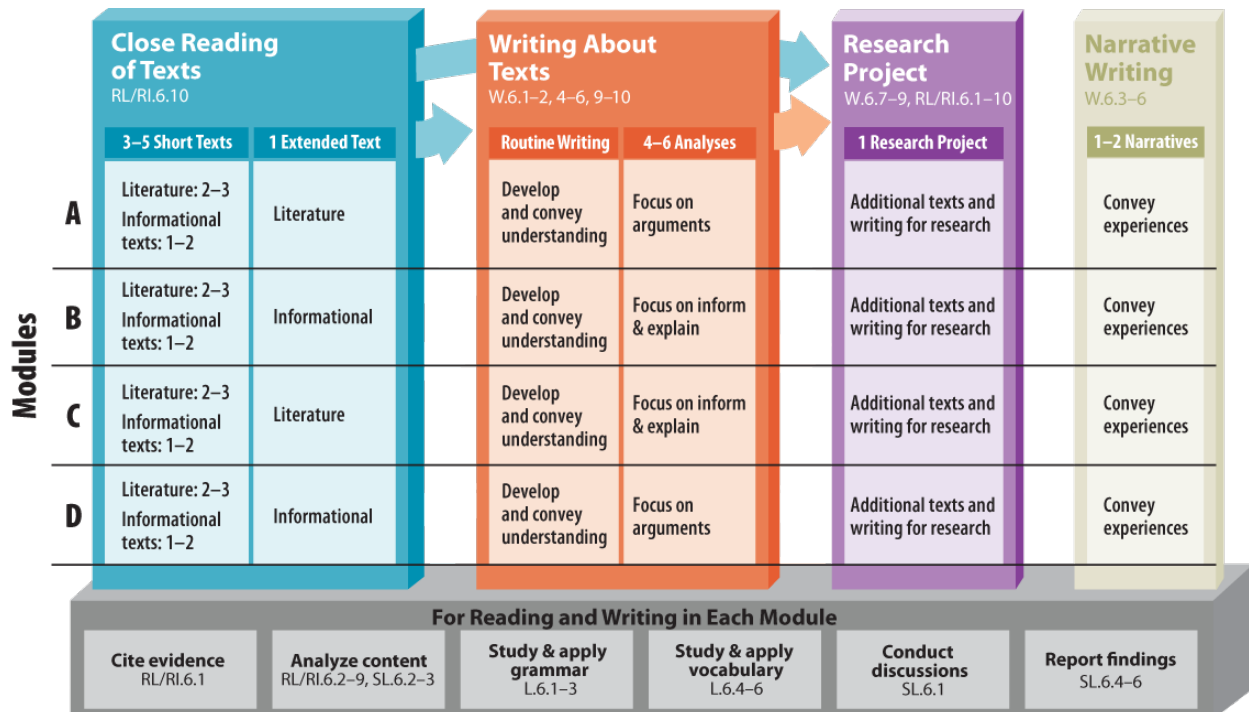 Close Reading
of Texts
RL/RI.6.10
Writing About
Texts
W.6.1–2, 4–6, 9–10
Research
Project
W.6.7–9, RL/RI.6.1–10
Narrative
Writing
W.6.3–6
3–5 Short Texts
1 Extended Text
Routine Writing
4–6 Analyses
1 Research Project
1–2 Narratives
Modules
A
Literature: 2–3
Informational
texts: 1–2
Literature
Develop
and convey
understanding
Focus on
arguments
Additional texts and
writing for research
Convey
experiences
B
Literature: 2–3
Informational
texts: 1–2
Informational
Develop
and convey
understanding
Focus on inform
& explain
Additional texts and
writing for research
Convey
experiences
C
Literature: 2–3
Informational
texts: 1–2
Literature
Develop
and convey
understanding
Focus on inform
& explain
Additional texts and
writing for research
Convey
experiences
D
Literature: 2–3
Informational
texts: 1–2
Informational
Develop
and convey
understanding
Focus on
arguments
Additional texts and
writing for research
Convey
experiences
For Reading and Writing in Each Module
Cite evidence
RL/RI.6.1
Analyze content
RL/RI.6.2–9, SL.6.2–3
Study & apply
grammar
L.6.1–3
Study & apply
vocabulary
L.6.4–6
Conduct
discussions
SL.6.1
Report findings
SL.6.4–6